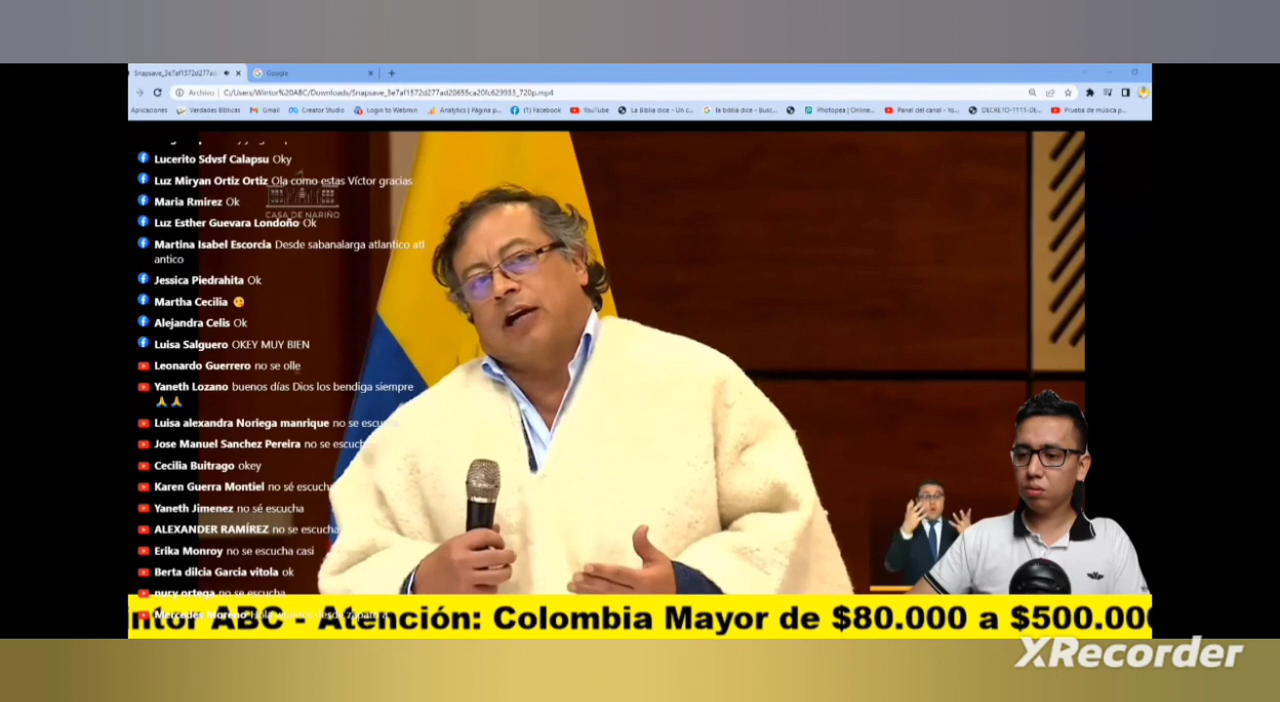 Snapsave_3e7af1372d277ad
Google
Archivo
C:/Users/Wintor%20ABC/Downloads/Snapsave_3e7af1372d277ad20655ca20fc629933_720p.mp4
Aplicaciones
Verdades Bíblicas
Gmail
Creator Studio
Login to Webmin
Analytics | Página p...
(1) Facebook
YouTube
La Biblia dice - Un c...
la biblia dice - Busc...
Photopea | Online...
Panel del canal - Yo...
DECRETO-1111-DE...
Prueba de música p...
Lucerito Sdvsf Calapsu Oky
Luz Miryan Ortiz Ortiz Ola como estas Víctor gracias
CASA DE NARIÑO
Maria Rmirez Ok
Luz Esther Guevara Londoño Ok
Martina Isabel Escorcia Desde sabanalarga atlantico atl
antico
Jessica Piedrahita Ok
Martha Cecilia 😘
Alejandra Celis Ok
Luisa Salguero OKEY MUY BIEN
Leonardo Guerrero no se olle
Yaneth Lozano buenos días Dios los bendiga siempre
🙏🙏
Luisa alexandra Noriega manrique no se escu
Jose Manuel Sanchez Pereira no se escuch
Cecilia Buitrago okey
Karen Guerra Montiel no sé escucha
Yaneth Jimenez no sé escucha
ALEXANDER RAMÍREZ no se escucha
Erika Monroy no se escucha casi
Berta dilcia Garcia vitola ok
nury ortega no se escucha
Mercedes Moreno
ntor ABC - Atención: Colombia Mayor de $80.000 a $500.000
XRecorder